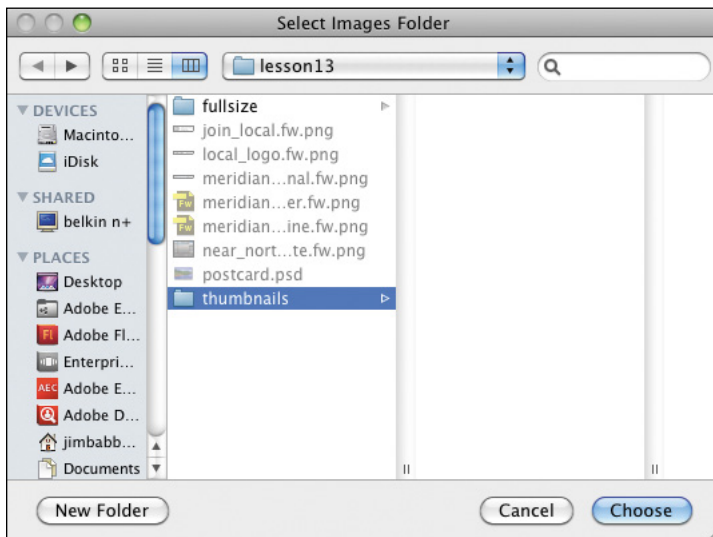 Select Images Folder
lesson13
DEVICES
Macinto...
iDisk
SHARED
belkin n+
PLACES
Desktop
Adobe E...
Adobe Fl...
Enterpri...
AEC Adobe E...
Adobe D...
jimbabb...
Documents
fullsize
join_local.fw.png
local_logo.fw.png
meridian...nal.fw.png
meridian...er.fw.png
meridian...ine.fw.png
near_nort...te.fw.png
postcard.psd
thumbnails
New Folder
Cancel
Choose